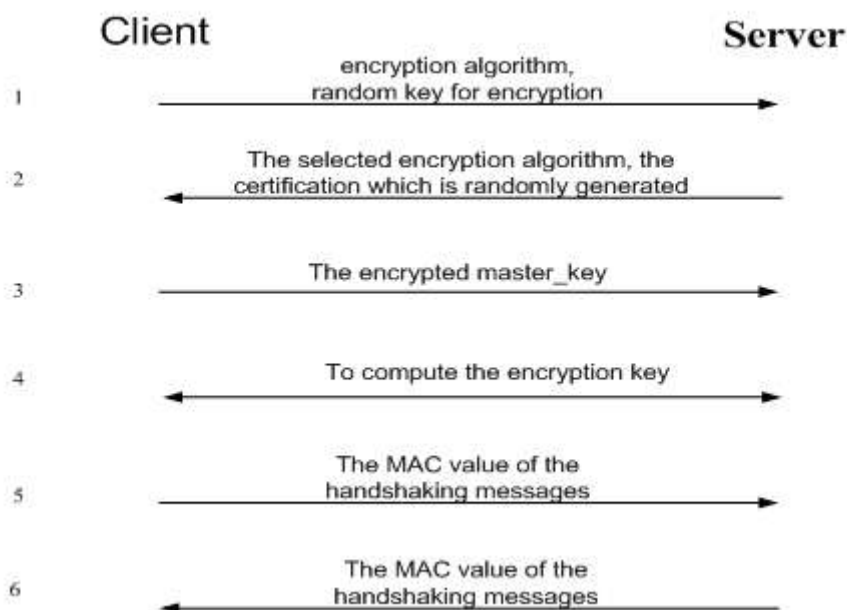 Client
Server
1
encryption algorithm,
random key for encryption
2
The selected encryption algorithm, the
certification which is randomly generated
3
The encrypted master_key
4
To compute the encryption key
5
The MAC value of the
handshaking messages
6
The MAC value of the
handshaking messages